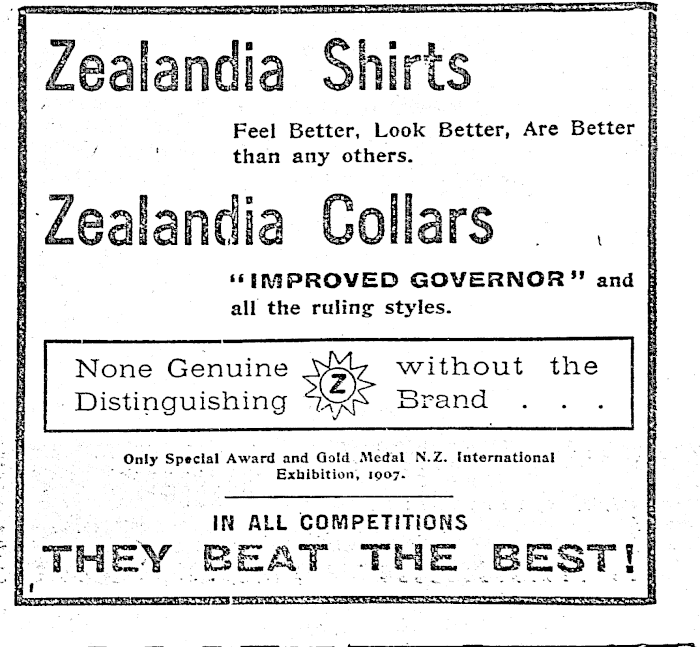 Zealandia Shirts
Feel Better, Look Better, Are Better
than any others.
Zealandia Collars
"IMPROVED GOVERNOR" and
all the ruling styles.
None Genuine Z without the
Distinguishing Brand . . .
Only Special Award and Gold Medal N.Z. International
Exhibition, 1907.
IN ALL COMPETITIONS
THEY BEAT THE BEST!